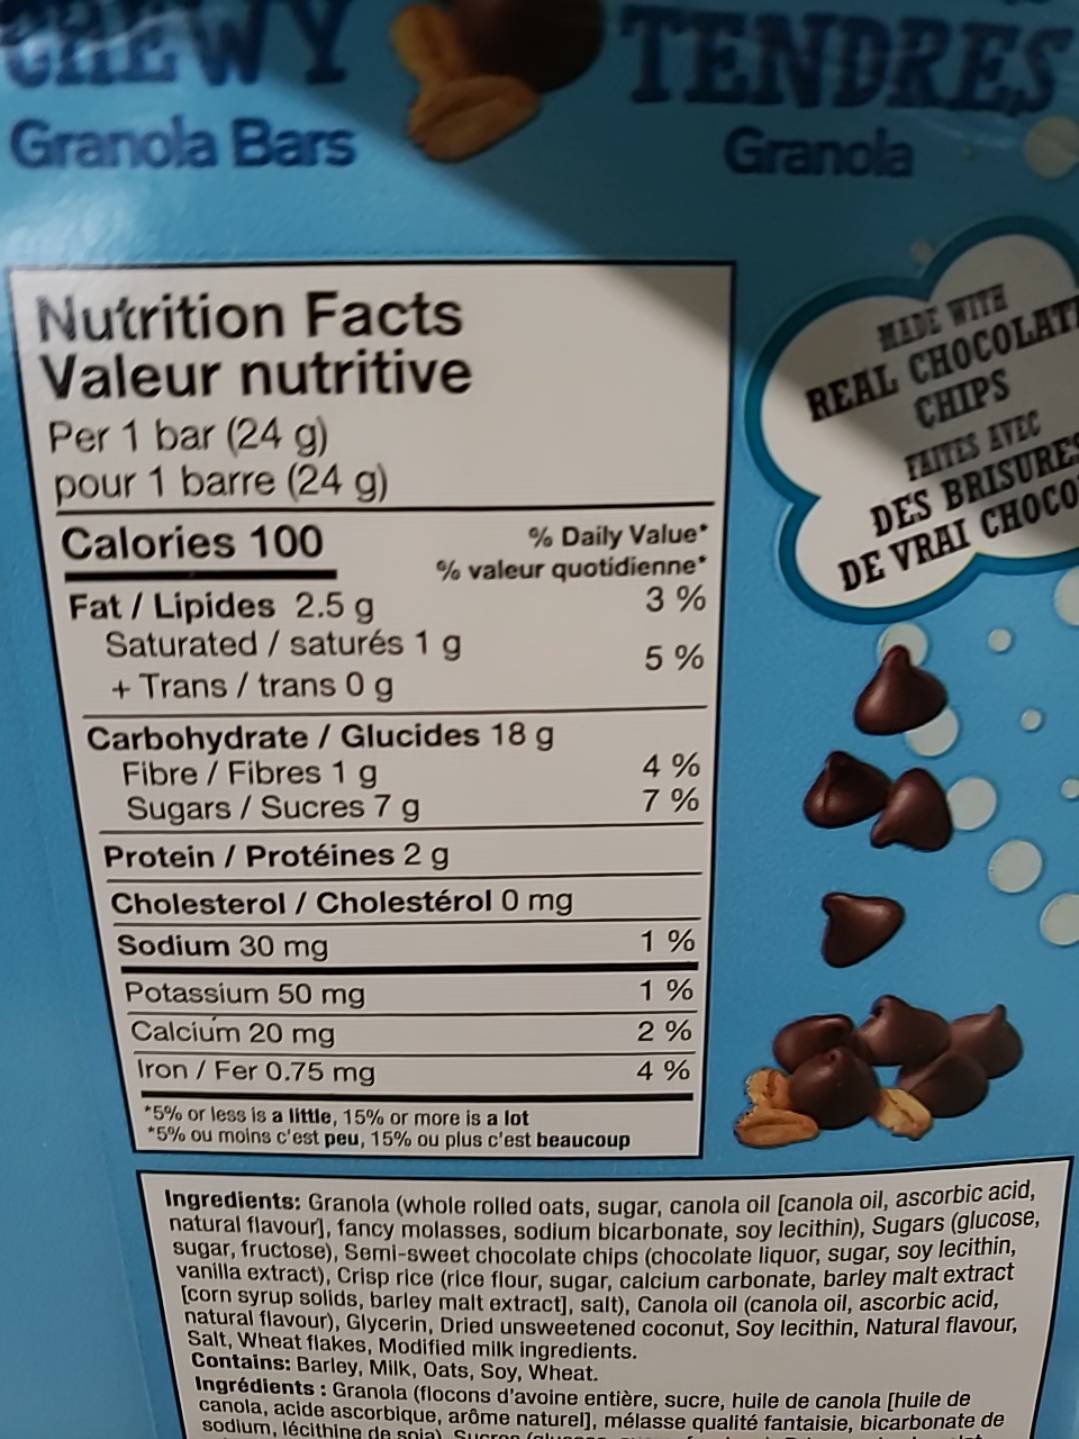 CHEWY
TENDRES
Granola Bars
Granola
MADE WITH
REAL CHOCOLAT
CHIPS
FAITES AVEC
DES BRISURES
DE VRAI CHOCO
Nutrition Facts
Valeur nutritive
Per 1 bar (24 g)
pour 1 barre (24 g)
Calories 100
% Daily Value*
% valeur quotidienne*
Fat / Lipides 2.5 g 3 %
Saturated / saturés 1 g
+ Trans / trans 0 g 5 %
Carbohydrate / Glucides 18 g
Fibre / Fibres 1 g 4 %
Sugars / Sucres 7 g 7 %
Protein / Protéines 2 g
Cholesterol / Cholestérol 0 mg
Sodium 30 mg 1 %
Potassium 50 mg 1 %
Calcium 20 mg 2 %
Iron / Fer 0.75 mg 4 %
*5% or less is a little, 15% or more is a lot
*5% ou moins c'est peu, 15% ou plus c'est beaucoup
Ingredients: Granola (whole rolled oats, sugar, canola oil [canola oil, ascorbic acid,
natural flavour], fancy molasses, sodium bicarbonate, soy lecithin), Sugars (glucose,
sugar, fructose), Semi-sweet chocolate chips (chocolate liquor, sugar, soy lecithin,
vanilla extract), Crisp rice (rice flour, sugar, calcium carbonate, barley malt extract
[corn syrup solids, barley malt extract], salt), Canola oil (canola oil, ascorbic acid,
natural flavour), Glycerin, Dried unsweetened coconut, Soy lecithin, Natural flavour,
Salt, Wheat flakes, Modified milk ingredients.
Contains: Barley, Milk, Oats, Soy, Wheat.
Ingrédients : Granola (flocons d'avoine entière, sucre, huile de canola [huile de
canola, acide ascorbique, arôme naturel], mélasse qualité fantaisie, bicarbonate de
sodium, lécithine de soja), Sucres